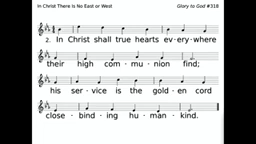 In Christ There Is No East or West Glory to God #318
2. In Christ shall true hearts ev-ery-where
their high com-mu-nion find;
his ser-vice is the gold-en cord
close-bind-ing hu-man-kind.